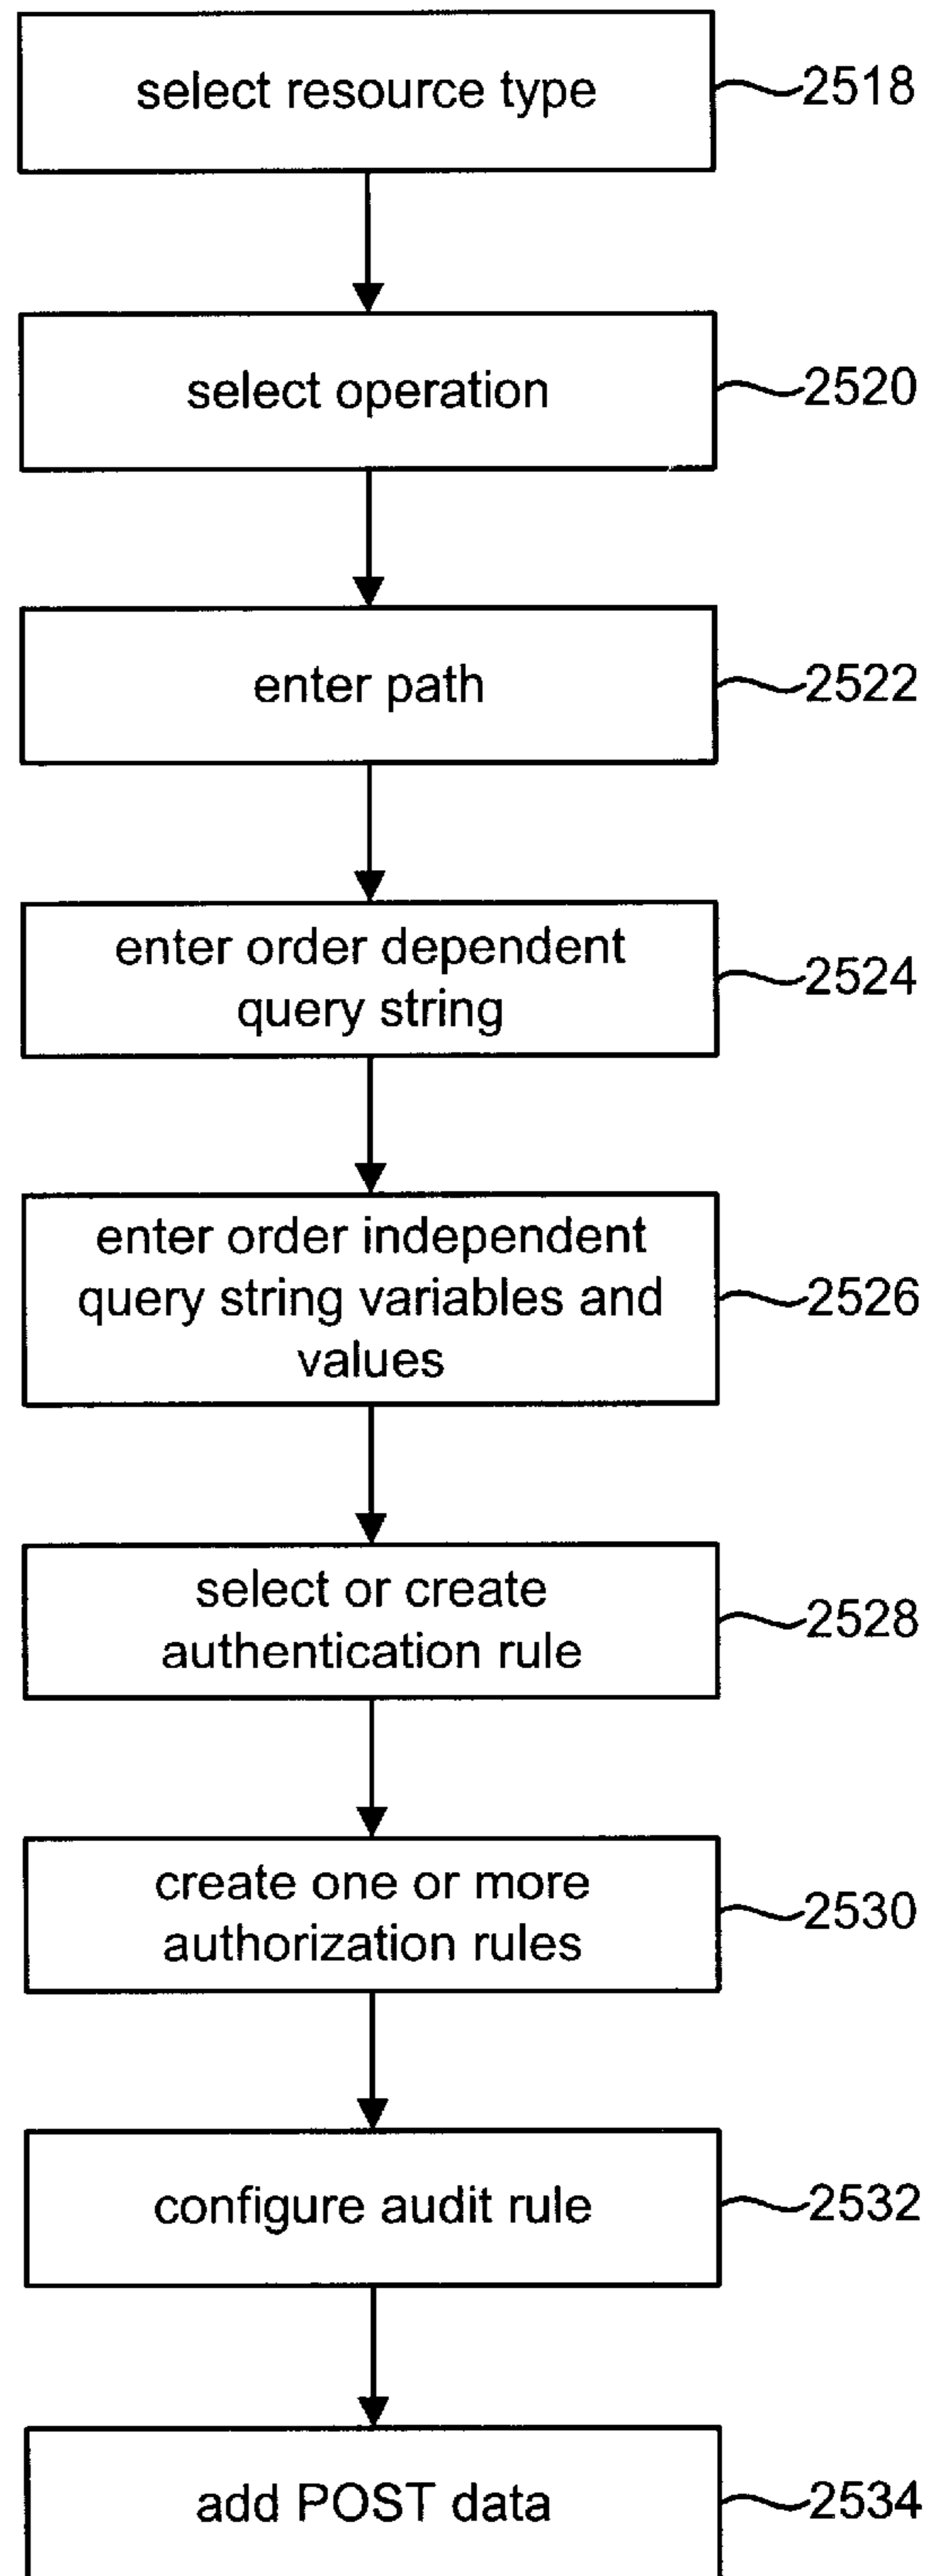 select resource type
2518
select operation
2520
enter path
2522
enter order dependent
query string
2524
enter order independent
query string variables and
values
2526
select or create
authentication rule
2528
create one or more
authorization rules
2530
configure audit rule
2532
add POST data
2534